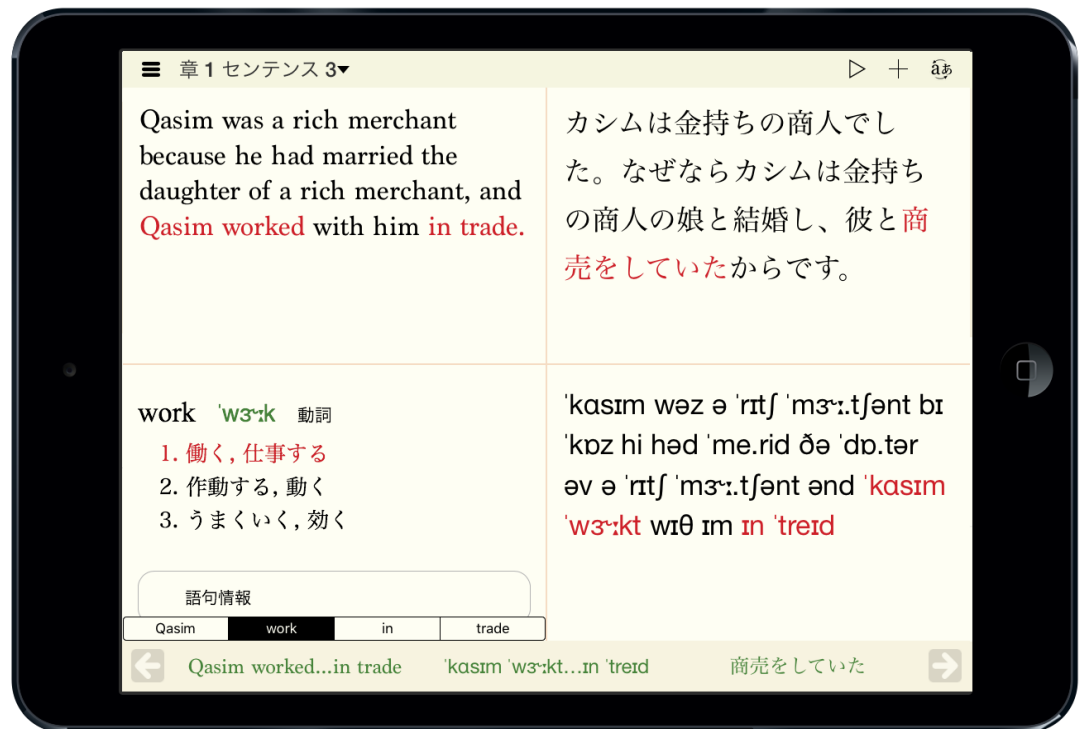 章 1 センテンス 3▾
âあ
Qasim was a rich merchant
because he had married the
daughter of a rich merchant, and
Qasim worked with him in trade.
カシムは金持ちの商人でし
た。なぜならカシムは金持ち
の商人の娘と結婚し、彼と商
売をしていたからです。
work ˈwɝːk 動詞
1. 働く, 仕事する
2. 作動する, 動く
3. うまくいく, 効く
語句情報
Qasim work in trade
ˈkɑsɪm wəz ə ˈrɪtʃ ˈmɝː.tʃənt bɪ
ˈkɒz hi həd ˈme.rid ðə ˈdɒ.tər
əv ə ˈrɪtʃ ˈmɝː.tʃənt ənd ˈkɑsɪm
ˈwɝːkt wɪθ ɪm ɪn ˈtreɪd
Qasim worked...in trade ˈkɑsɪm ˈwɝːkt...ɪn ˈtreɪd 商売をしていた